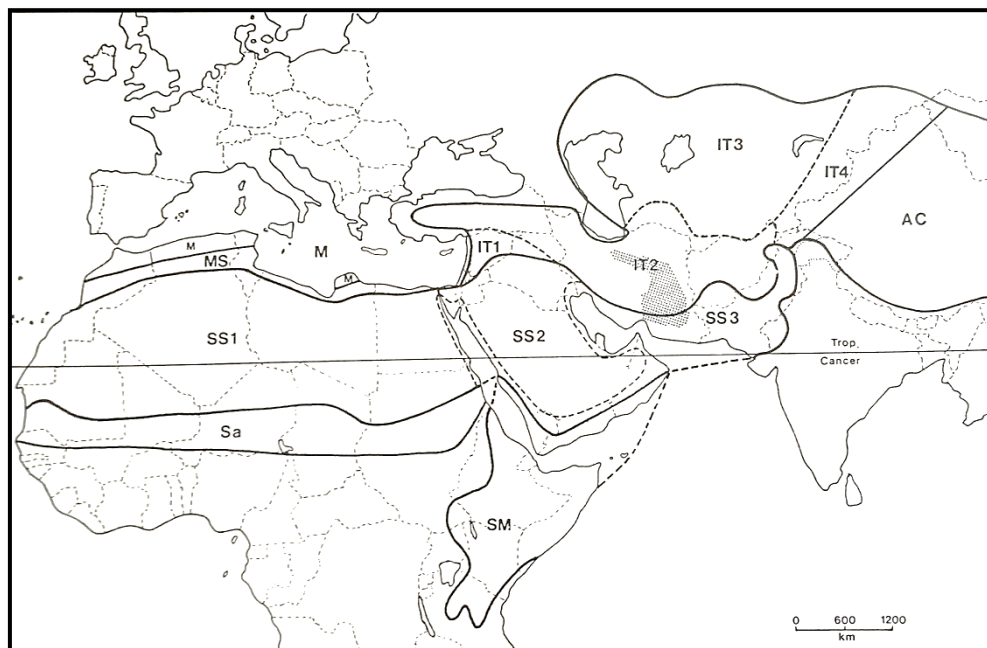 IT3
IT4
AC
M
MS
M
M
IT1
IT2
SS1
SS2
SS3
Trop.
Cancer
Sa
SM
0 600 1200
km